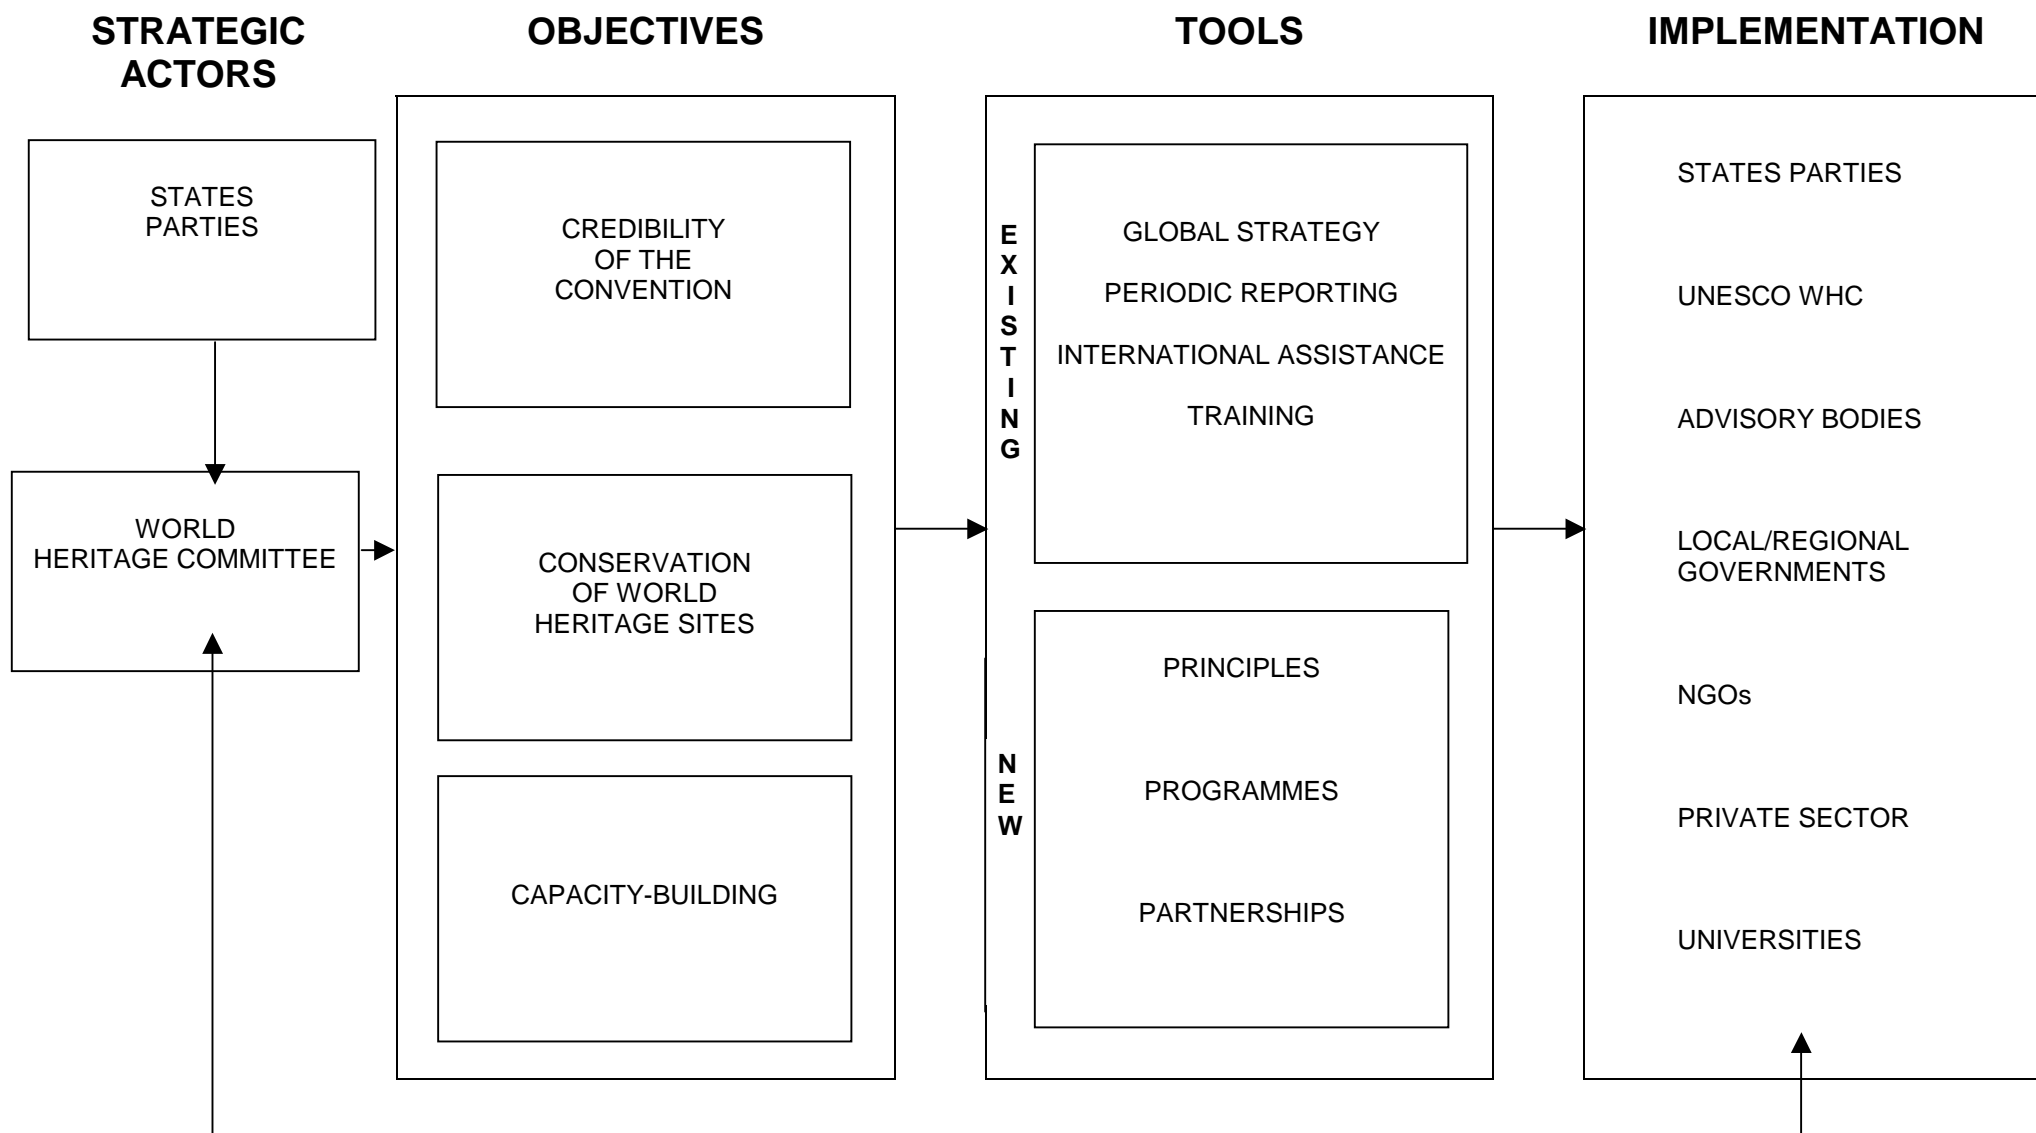 STRATEGIC
ACTORS
OBJECTIVES
TOOLS
IMPLEMENTATION
STATES
PARTIES
WORLD
HERITAGE COMMITTEE
CREDIBILITY
OF THE
CONVENTION
CONSERVATION
OF WORLD
HERITAGE SITES
CAPACITY-BUILDING
EXISTING
GLOBAL STRATEGY
PERIODIC REPORTING
INTERNATIONAL ASSISTANCE
TRAINING
NEW
PRINCIPLES
PROGRAMMES
PARTNERSHIPS
STATES PARTIES
UNESCO WHC
ADVISORY BODIES
LOCAL/REGIONAL
GOVERNMENTS
NGOs
PRIVATE SECTOR
UNIVERSITIES